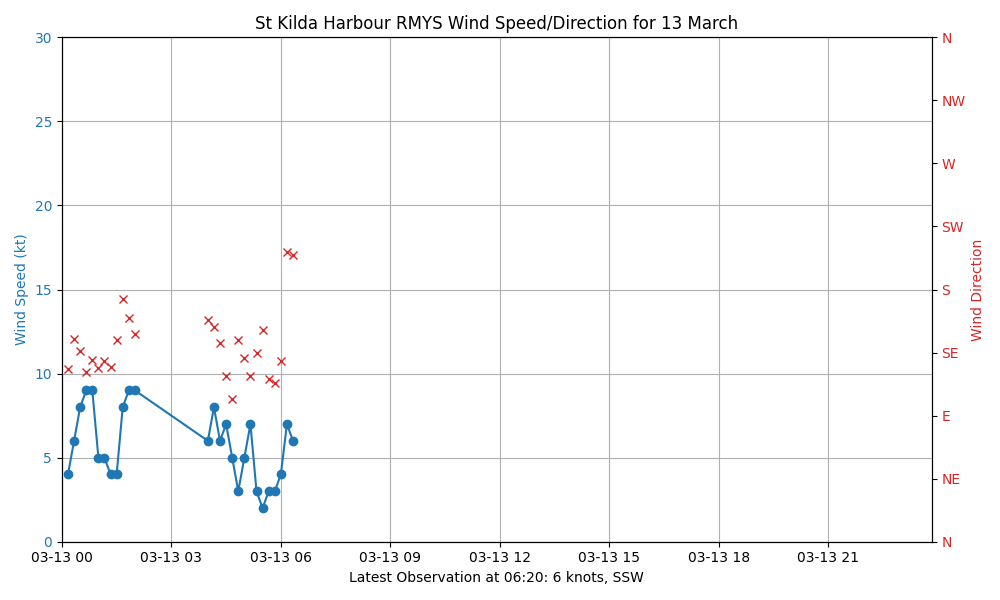 St Kilda Harbour RMYS Wind Speed/Direction for 13 March
30
25
20
15
10
5
0
Wind Speed (kt)
N
NW
W
SW
S
SE
E
NE
N
Wind Direction
03-13 00
03-13 03
03-13 06
03-13 09
03-13 12
03-13 15
03-13 18
03-13 21
Latest Observation at 06:20: 6 knots, SSW